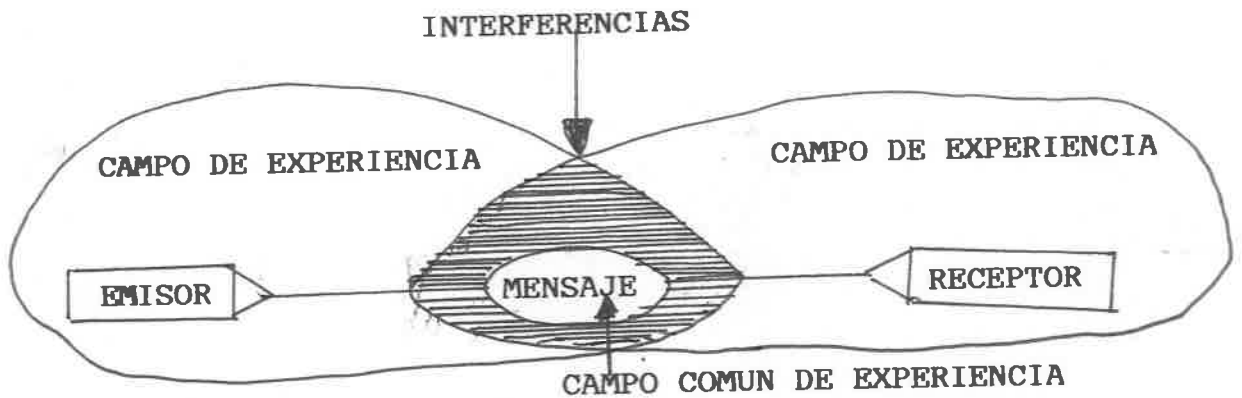 INTERFERENCIAS
CAMPO DE EXPERIENCIA
CAMPO DE EXPERIENCIA
EMISOR
MENSAJE
RECEPTOR
CAMPO COMUN DE EXPERIENCIA